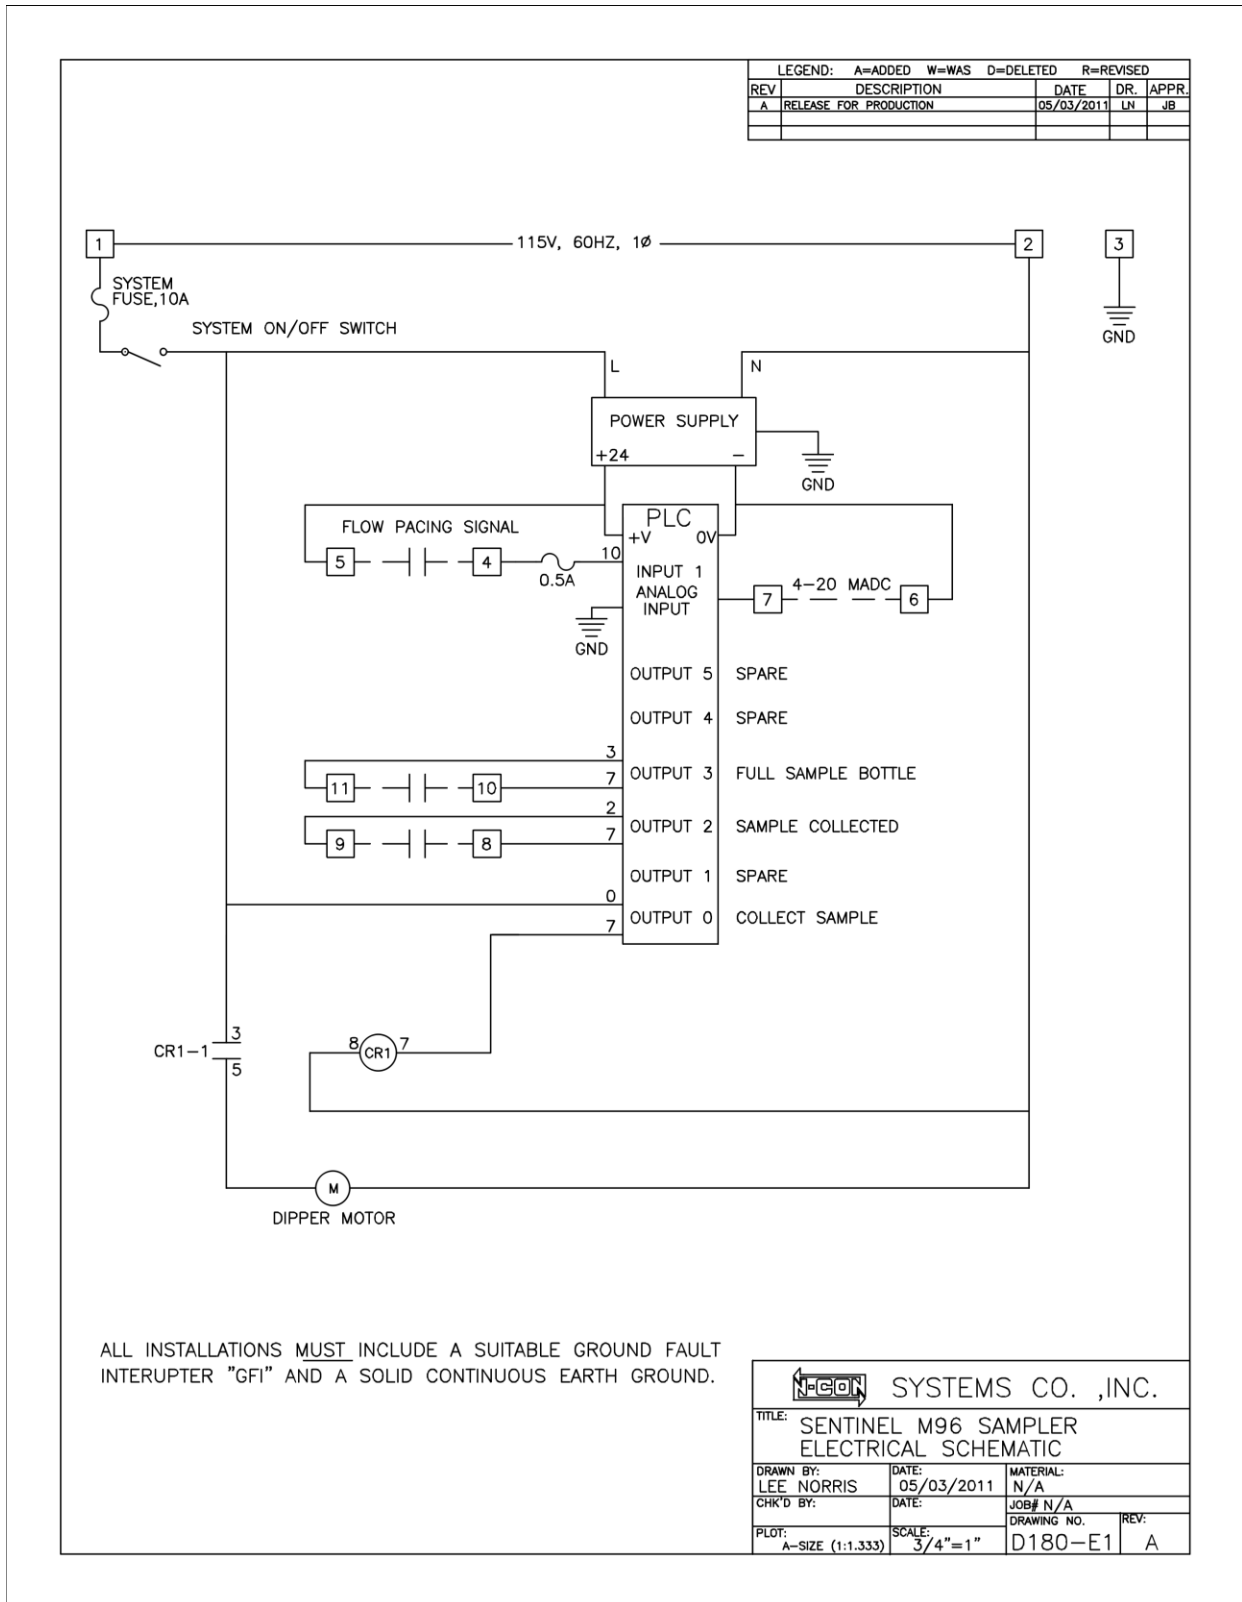 LEGEND: A=ADDED W=WAS D=DELETED R=REVISED
REV DESCRIPTION DATE DR. APPR.
A RELEASE FOR PRODUCTION 05/03/2011 LN JB
1 115V, 60HZ, 1Ø 2 3
SYSTEM
FUSE,10A
SYSTEM ON/OFF SWITCH
GND
L N
POWER SUPPLY
+24 –
GND
FLOW PACING SIGNAL
PLC
+V 0V
5 4 10
0.5A
INPUT 1
ANALOG
INPUT
7 4–20 MADC 6
GND
OUTPUT 5 SPARE
OUTPUT 4 SPARE
3
OUTPUT 3 FULL SAMPLE BOTTLE
11 10 7
2
OUTPUT 2 SAMPLE COLLECTED
9 8 7
OUTPUT 1 SPARE
0
OUTPUT 0 COLLECT SAMPLE
7
3
CR1–1
5
8 CR1 7
M
DIPPER MOTOR
ALL INSTALLATIONS MUST INCLUDE A SUITABLE GROUND FAULT
INTERUPTER "GFI" AND A SOLID CONTINUOUS EARTH GROUND.
N-CON SYSTEMS CO. ,INC.
TITLE: SENTINEL M96 SAMPLER
ELECTRICAL SCHEMATIC
DRAWN BY: DATE: MATERIAL:
LEE NORRIS 05/03/2011 N/A
CHK'D BY: DATE: JOB# N/A
DRAWING NO. REV:
PLOT: SCALE:
A–SIZE (1:1.333) 3/4"=1" D180–E1 A